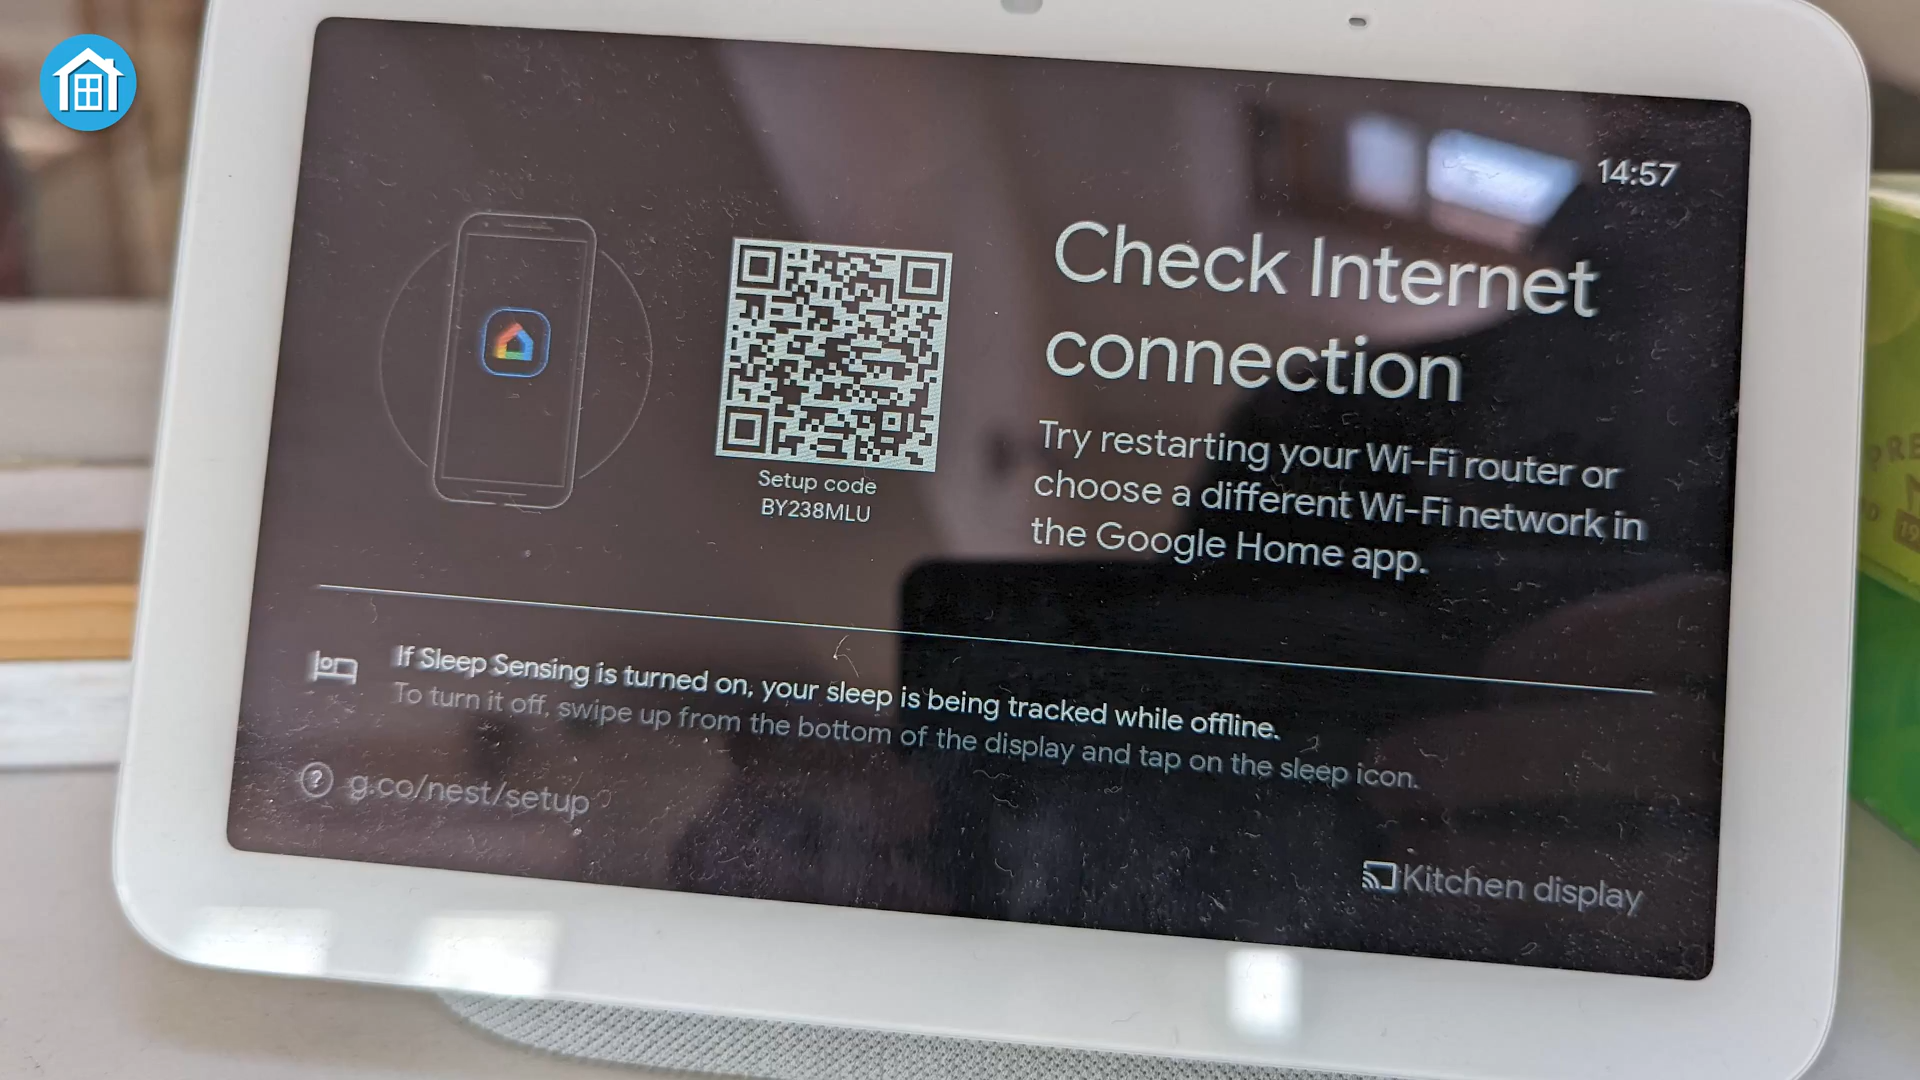 14:57
Check Internet
connection
Try restarting your Wi-Fi router or
choose a different Wi-Fi network in
the Google Home app.
Setup code
BY238MLU
If Sleep Sensing is turned on, your sleep is being tracked while offline.
To turn it off, swipe up from the bottom of the display and tap on the sleep icon.
? g.co/nest/setup
Kitchen display